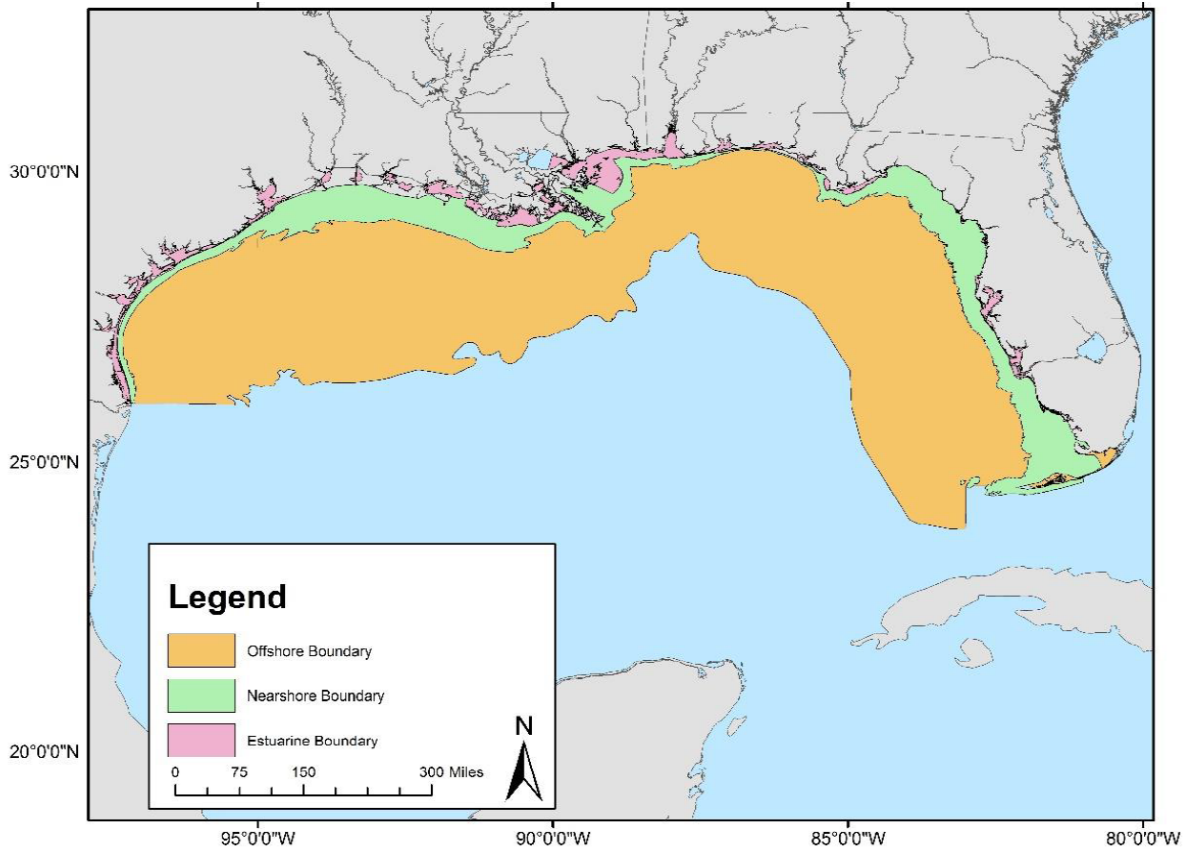 30°0'0"N
25°0'0"N
20°0'0"N
Legend
Offshore Boundary
Nearshore Boundary
Estuarine Boundary
0 75 150 300 Miles
N
95°0'0"W 90°0'0"W 85°0'0"W 80°0'0"W